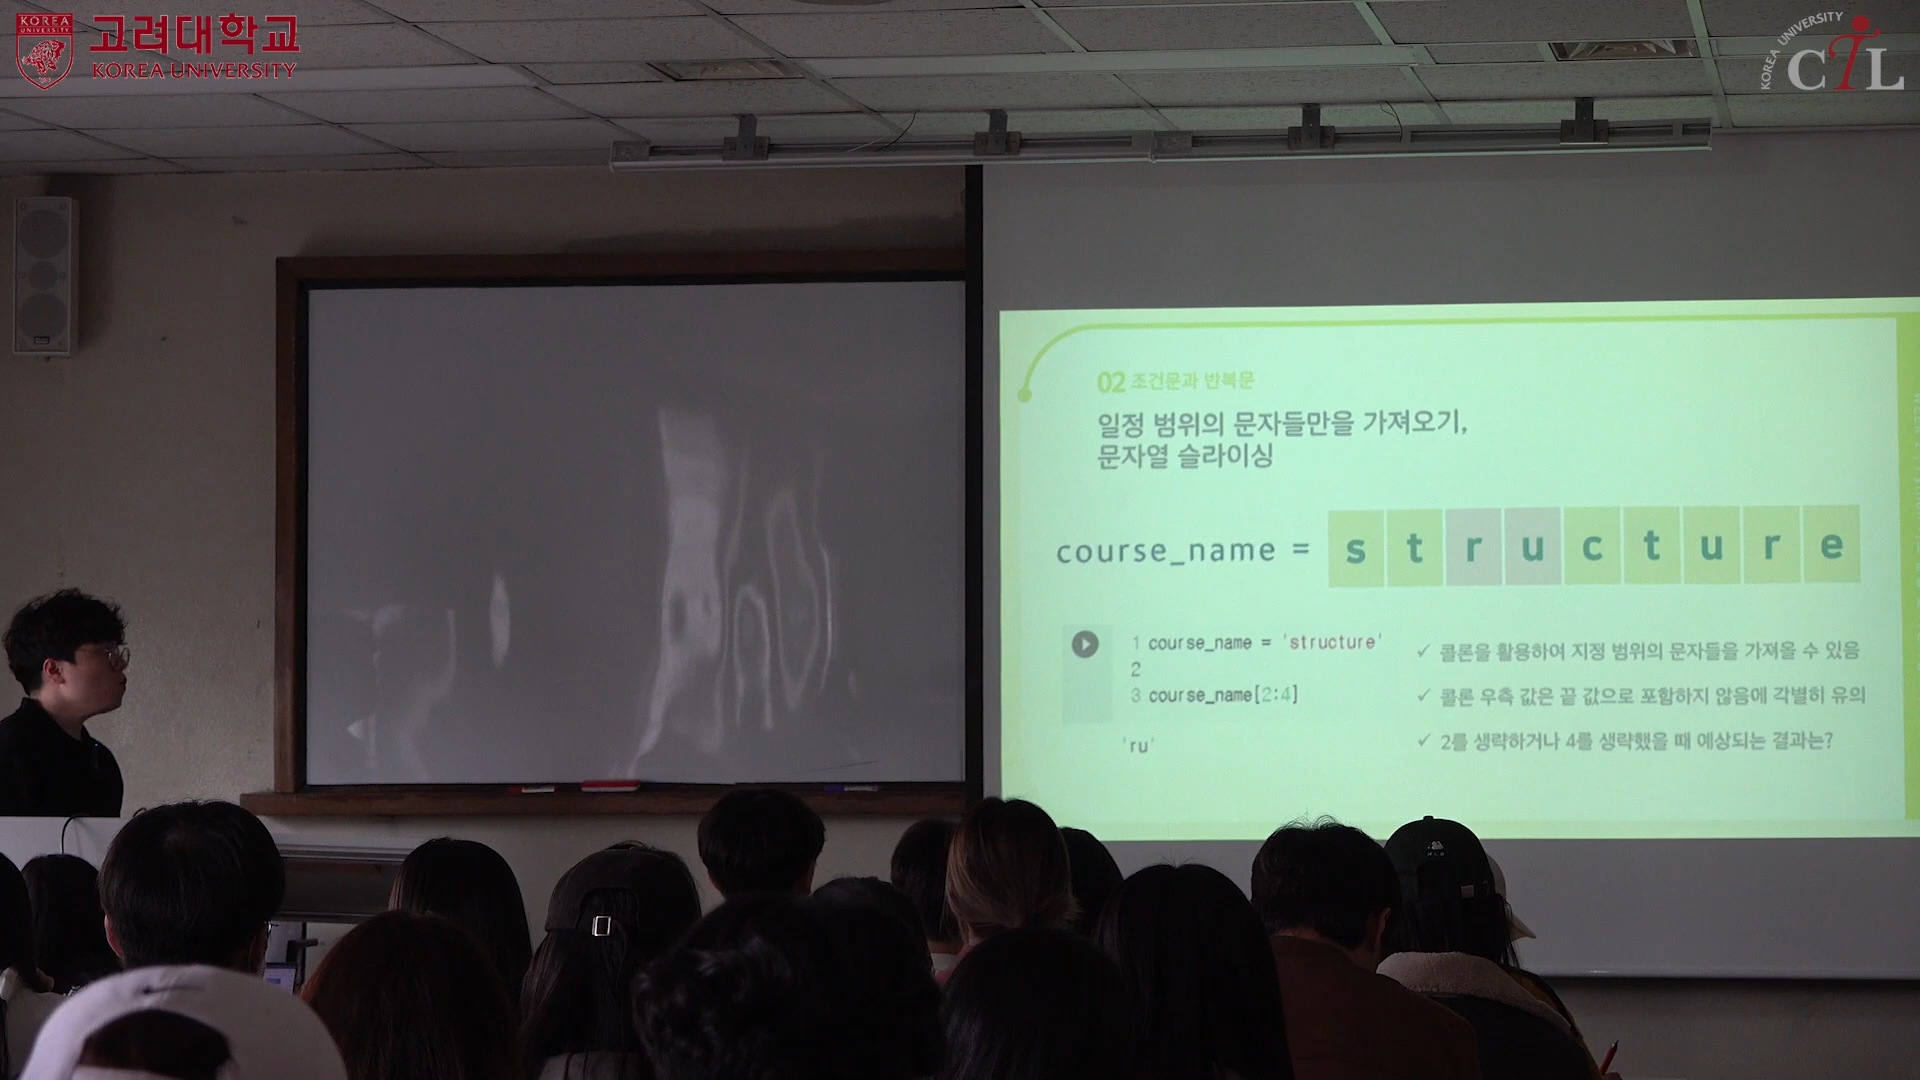 KOREA
UNIVERSITY
고려대학교
KOREA UNIVERSITY
KOREA UNIVERSITY
CTL
02 조건문과 반복문
일정 범위의 문자들만을 가져오기,
문자열 슬라이싱
course_name = s t r u c t u r e
1 course_name = 'structure'
2
3 course_name[2:4]
'ru'
✓ 콜론을 활용하여 지정 범위의 문자들을 가져올 수 있음
✓ 콜론 우측 값은 끝 값으로 포함하지 않음에 각별히 유의
✓ 2를 생략하거나 4를 생략했을 때 예상되는 결과는?